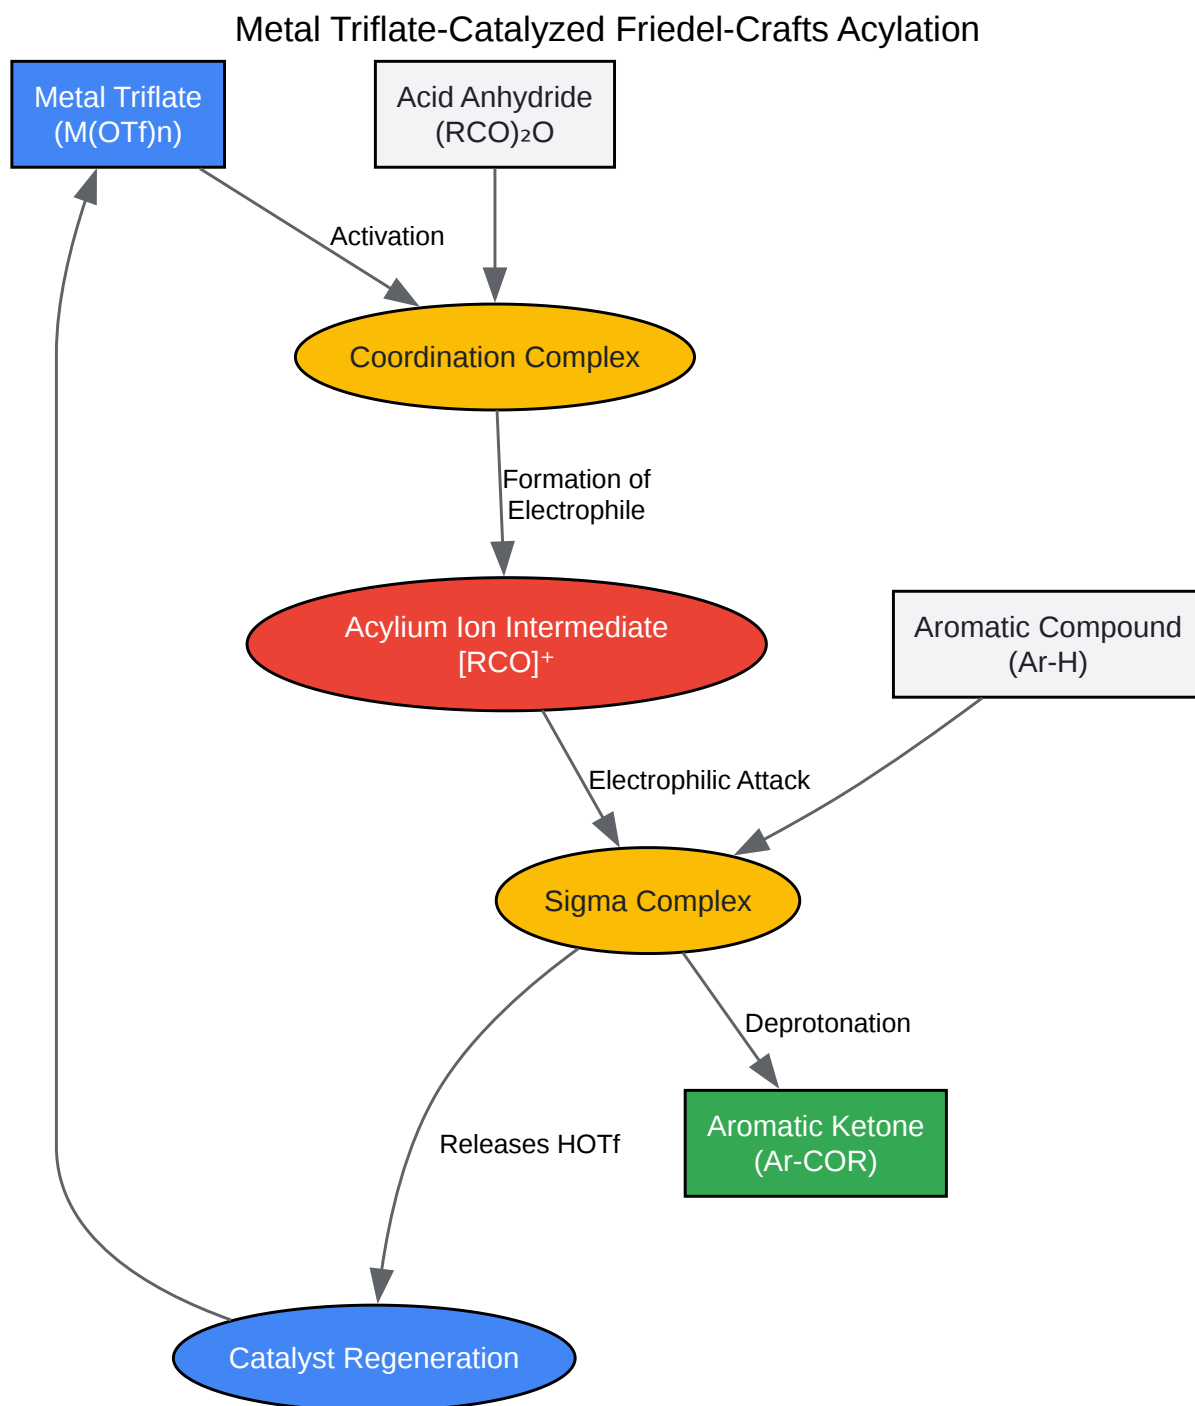 Metal Triflate-Catalyzed Friedel-Crafts Acylation
Metal Triflate
(M(OTf)n)
Acid Anhydride
(RCO)₂O
Activation
Coordination Complex
Formation of
Electrophile
Acylium Ion Intermediate
[RCO]⁺
Aromatic Compound
(Ar-H)
Electrophilic Attack
Sigma Complex
Deprotonation
Aromatic Ketone
(Ar-COR)
Releases HOTf
Catalyst Regeneration